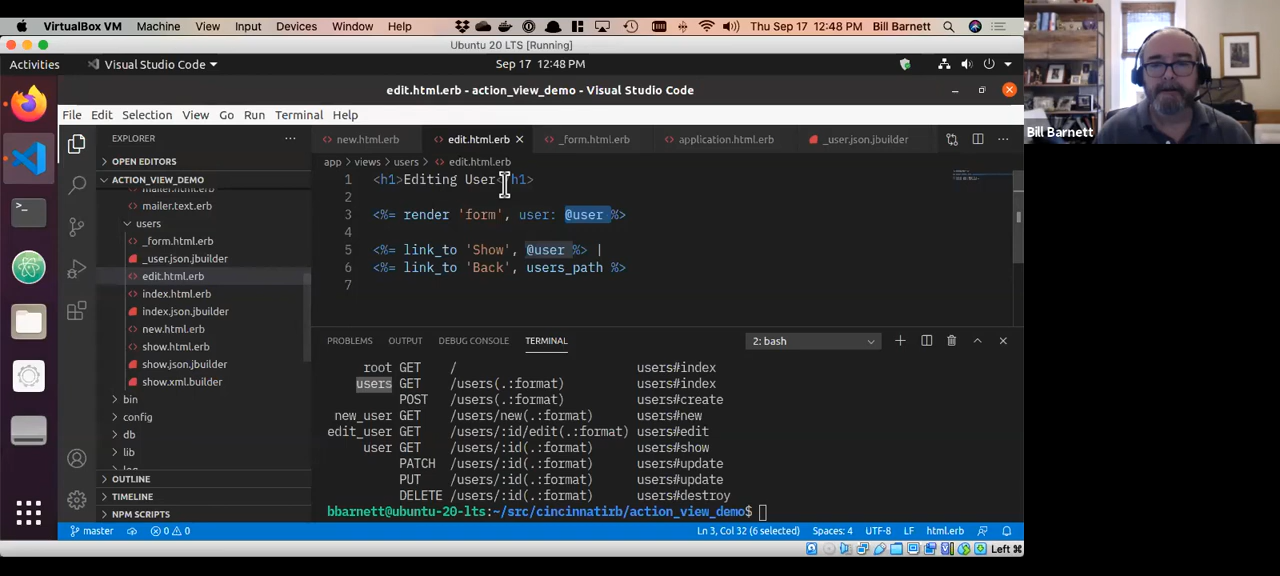 VirtualBox VM Machine View Input Devices Window Help Thu Sep 17 12:48 PM Bill Barnett
Ubuntu 20 LTS [Running]
Activities Visual Studio Code Sep 17 12:48 PM
edit.html.erb - action_view_demo - Visual Studio Code
File Edit Selection View Go Run Terminal Help
Bill Barnett
EXPLORER
new.html.erb edit.html.erb _form.html.erb application.html.erb _user.json.jbuilder
OPEN EDITORS
app > views > users > edit.html.erb
ACTION_VIEW_DEMO
mailer.html.erb
mailer.text.erb
users
_form.html.erb
_user.json.jbuilder
edit.html.erb
index.html.erb
index.json.jbuilder
new.html.erb
show.html.erb
show.json.jbuilder
show.xml.builder
bin
config
db
lib
OUTLINE
TIMELINE
NPM SCRIPTS
1 <h1>Editing User</h1>
2
3 <%= render 'form', user: @user %>
4
5 <%= link_to 'Show', @user %> |
6 <%= link_to 'Back', users_path %>
7
PROBLEMS OUTPUT DEBUG CONSOLE TERMINAL 2: bash
root GET / users#index
users GET /users(.:format) users#index
POST /users(.:format) users#create
new_user GET /users/new(.:format) users#new
edit_user GET /users/:id/edit(.:format) users#edit
user GET /users/:id(.:format) users#show
PATCH /users/:id(.:format) users#update
PUT /users/:id(.:format) users#update
DELETE /users/:id(.:format) users#destroy
bbarnett@ubuntu-20-lts:~/src/cincinnatirb/action_view_demo$
master 0 0 Ln 3, Col 32 (6 selected) Spaces: 4 UTF-8 LF html.erb
Left ⌘